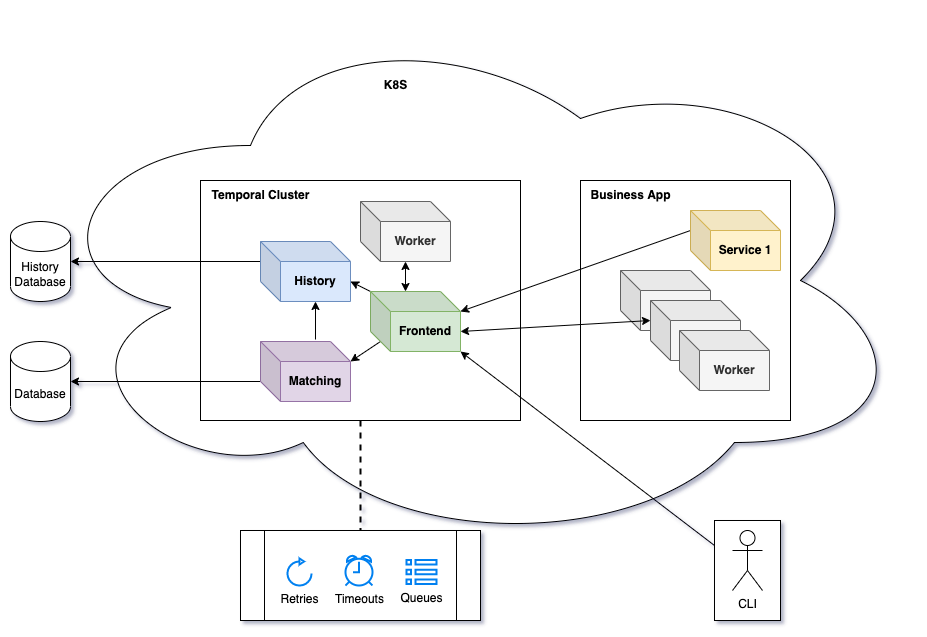 K8S
Temporal Cluster
Business App
Worker
Service 1
History
History
Database
Frontend
Worker
Matching
Database
Retries
Timeouts
Queues
CLI